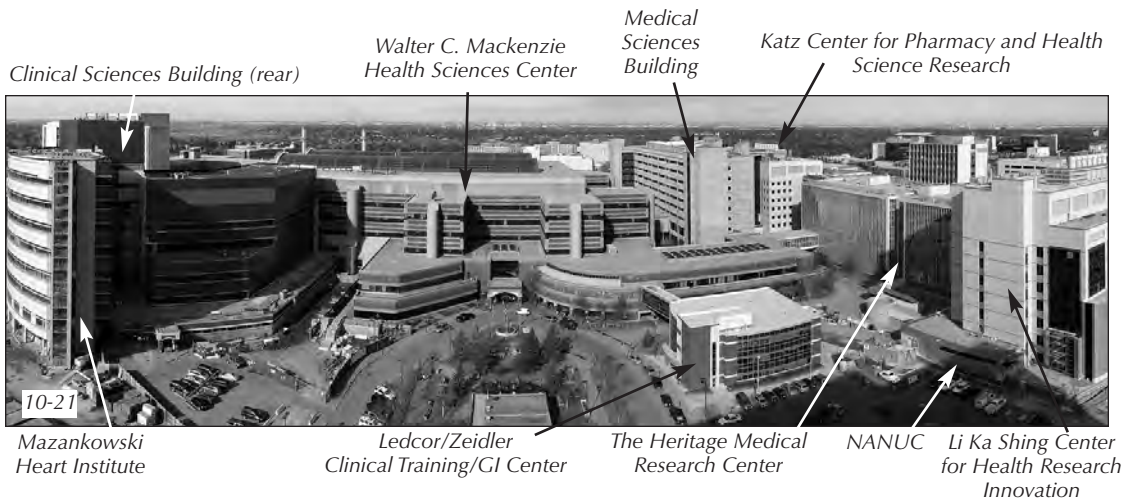 Clinical Sciences Building (rear)
Walter C. Mackenzie
Health Sciences Center
Medical
Sciences
Building
Katz Center for Pharmacy and Health
Science Research
10-21
Mazankowski
Heart Institute
Ledcor/Zeidler
Clinical Training/GI Center
The Heritage Medical
Research Center
NANUC
Li Ka Shing Center
for Health Research
Innovation